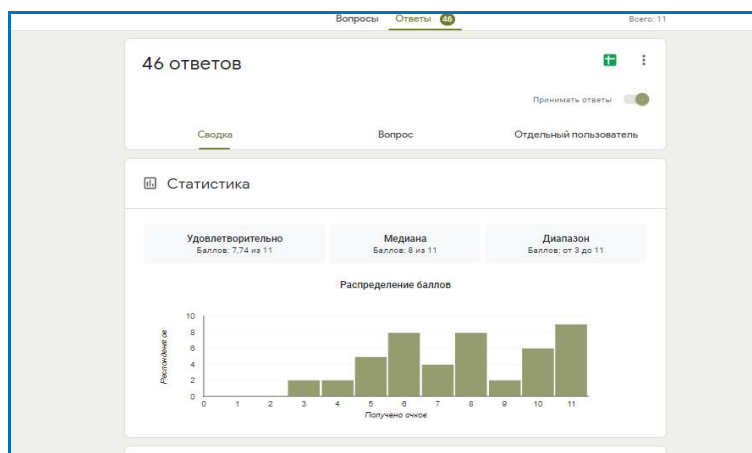 Вопросы Ответы 46 Всего: 11
46 ответов
Принимать ответы
Сводка Вопрос Отдельный пользователь
Статистика
Удовлетворительно Медиана Диапазон
Баллов: 7,74 из 11 Баллов: 8 из 11 Баллов: от 3 до 11
Распределение баллов
10
8
6
4
2
0
0 1 2 3 4 5 6 7 8 9 10 11
Получено очков